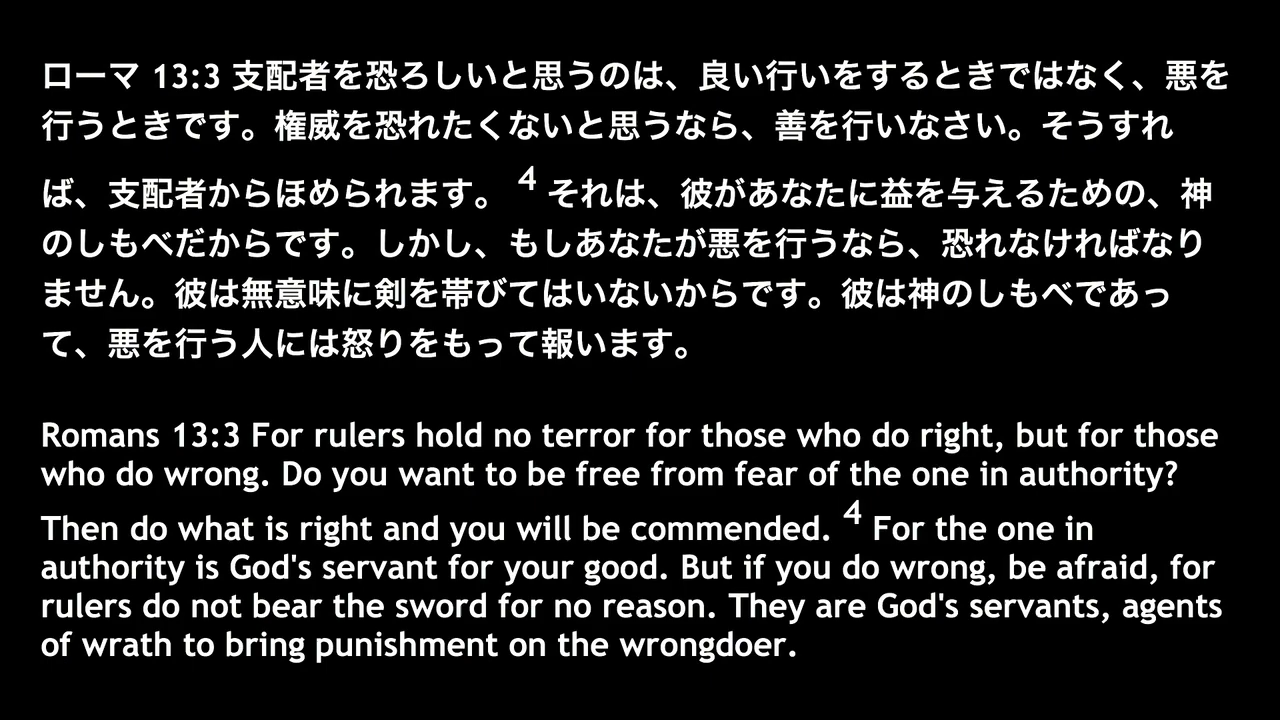 ローマ 13:3 支配者を恐ろしいと思うのは、良い行いをするときではなく、悪を
行うときです。権威を恐れたくないと思うなら、善を行いなさい。そうすれ
ば、支配者からほめられます。 4 それは、彼があなたに益を与えるための、神
のしもべだからです。しかし、もしあなたが悪を行うなら、恐れなければなり
ません。彼は無意味に剣を帯びてはいないからです。彼は神のしもべであっ
て、悪を行う人には怒りをもって報います。
Romans 13:3 For rulers hold no terror for those who do right, but for those
who do wrong. Do you want to be free from fear of the one in authority?
Then do what is right and you will be commended. 4 For the one in
authority is God's servant for your good. But if you do wrong, be afraid, for
rulers do not bear the sword for no reason. They are God's servants, agents
of wrath to bring punishment on the wrongdoer.